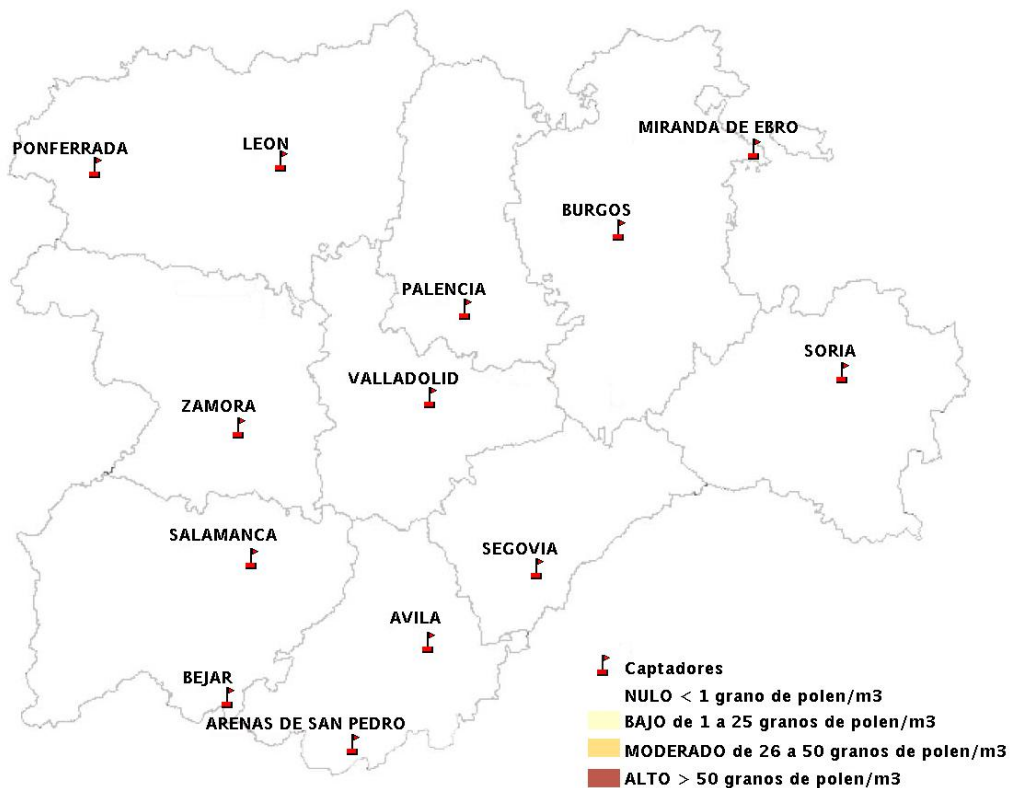 MIRANDA DE EBRO
PONFERRADA
LEON
BURGOS
PALENCIA
SORIA
VALLADOLID
ZAMORA
SALAMANCA
SEGOVIA
AVILA
BEJAR
ARENAS DE SAN PEDRO
Captadores
NULO < 1 grano de polen/m3
BAJO de 1 a 25 granos de polen/m3
MODERADO de 26 a 50 granos de polen/m3
ALTO > 50 granos de polen/m3